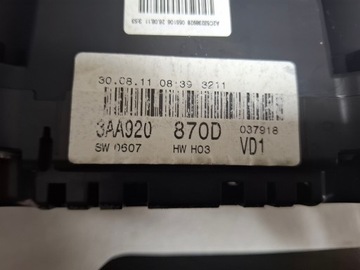 30.08.11 08:39 3211
3AA920 870D 037918
SW 0607 HW H03 VD1